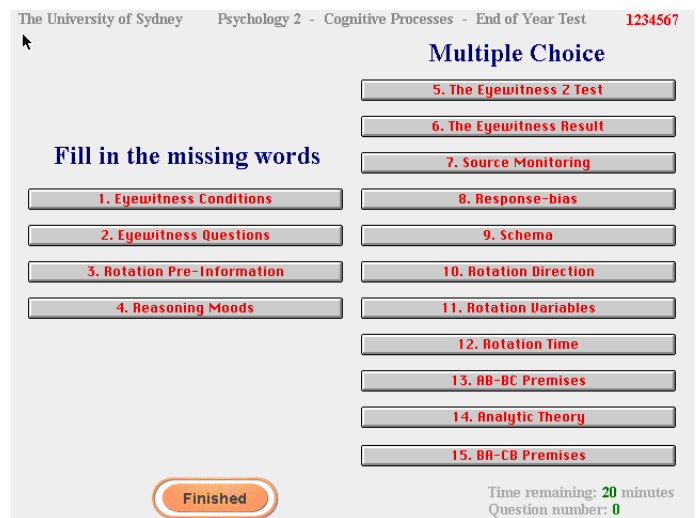 The University of Sydney Psychology 2 - Cognitive Processes - End of Year Test 1234567
Fill in the missing words
1. Eyewitness Conditions
2. Eyewitness Questions
3. Rotation Pre-Information
4. Reasoning Moods
Multiple Choice
5. The Eyewitness Z Test
6. The Eyewitness Result
7. Source Monitoring
8. Response-bias
9. Schema
10. Rotation Direction
11. Rotation Variables
12. Rotation Time
13. AB-BC Premises
14. Analytic Theory
15. BA-CB Premises
Finished
Time remaining: 20 minutes
Question number: 0